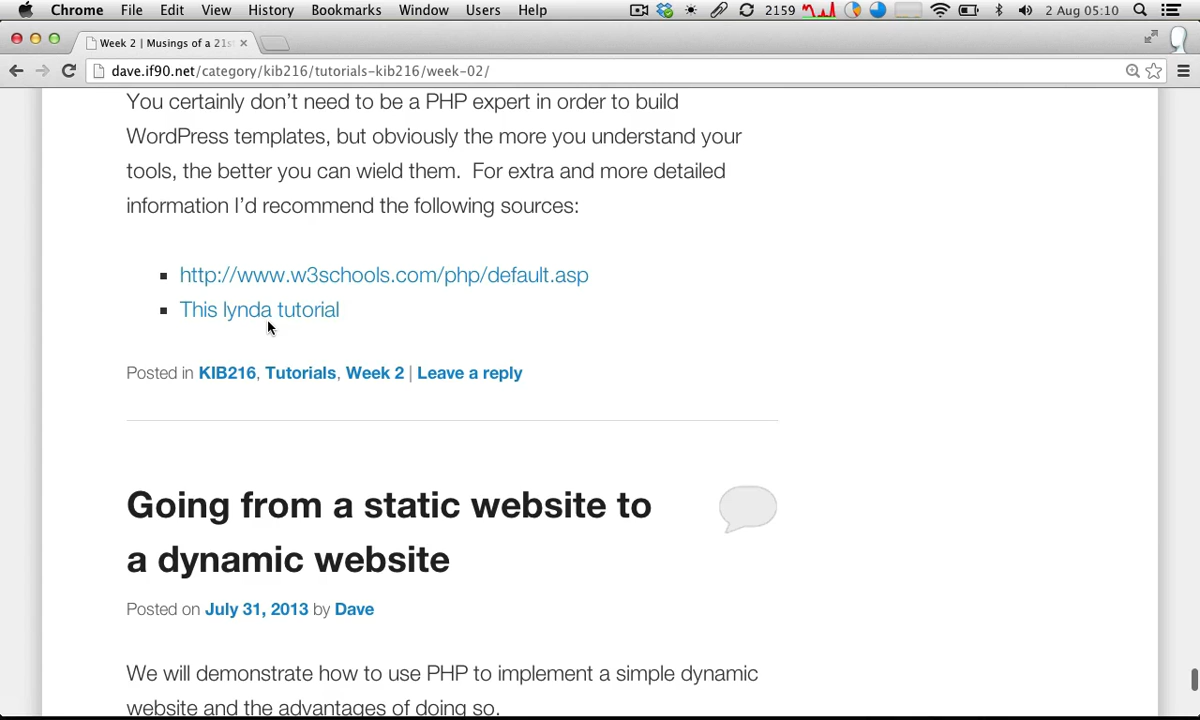 Chrome File Edit View History Bookmarks Window Users Help 2159 2 Aug 05:10
Week 2 | Musings of a 21s
dave.if90.net/category/kib216/tutorials-kib216/week-02/
You certainly don't need to be a PHP expert in order to build
WordPress templates, but obviously the more you understand your
tools, the better you can wield them.  For extra and more detailed
information I'd recommend the following sources:
http://www.w3schools.com/php/default.asp
This lynda tutorial
Posted in KIB216, Tutorials, Week 2 | Leave a reply
Going from a static website to
a dynamic website
Posted on July 31, 2013 by Dave
We will demonstrate how to use PHP to implement a simple dynamic
website and the advantages of doing so.